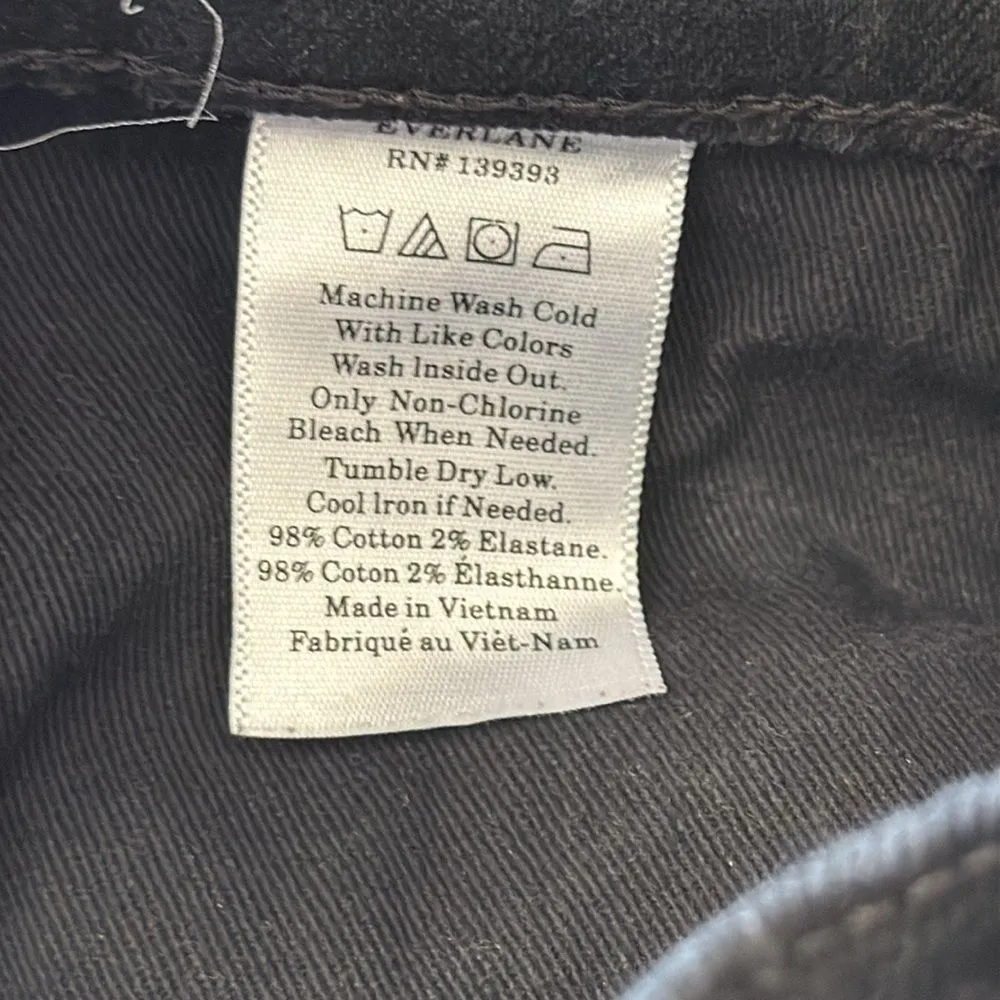 EVERLANE
RN# 139393
Machine Wash Cold
With Like Colors
Wash Inside Out.
Only Non-Chlorine
Bleach When Needed.
Tumble Dry Low.
Cool Iron if Needed.
98% Cotton 2% Elastane.
98% Coton 2% Élasthanne.
Made in Vietnam
Fabriqué au Viêt-Nam